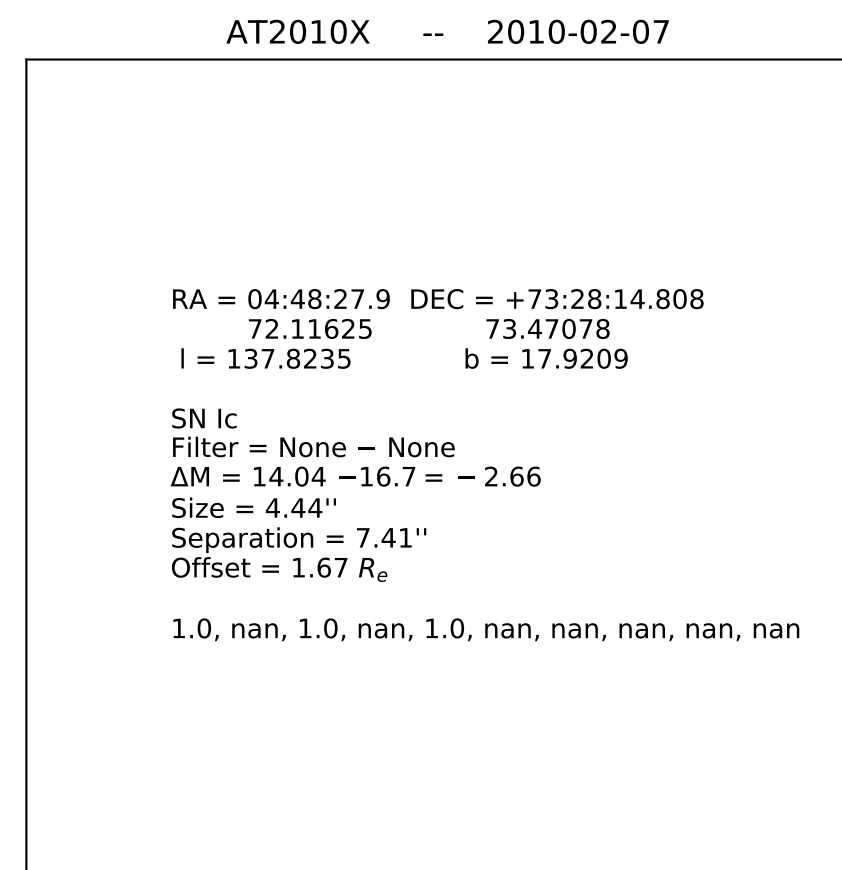 AT2010X -- 2010-02-07
RA = 04:48:27.9 DEC = +73:28:14.808
72.11625 73.47078
l = 137.8235 b = 17.9209
SN Ic
Filter = None − None
ΔM = 14.04 −16.7 = − 2.66
Size = 4.44''
Separation = 7.41''
Offset = 1.67 Re
1.0, nan, 1.0, nan, 1.0, nan, nan, nan, nan, nan